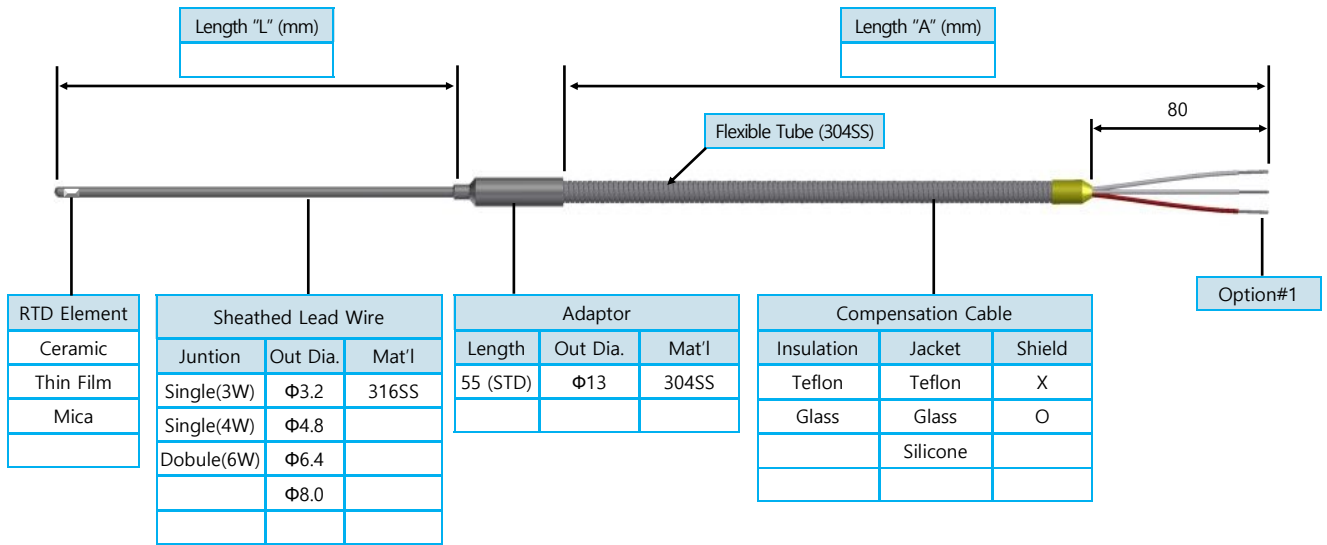 Length "L" (mm)
Length "A" (mm)
80
Flexible Tube (304SS)
Option#1
RTD Element
Ceramic
Thin Film
Mica
Sheathed Lead Wire
Juntion Out Dia. Mat'l
Single(3W) Φ3.2 316SS
Single(4W) Φ4.8
Dobule(6W) Φ6.4
Φ8.0
Adaptor
Length Out Dia. Mat'l
55 (STD) Φ13 304SS
Compensation Cable
Insulation Jacket Shield
Teflon Teflon X
Glass Glass O
Silicone